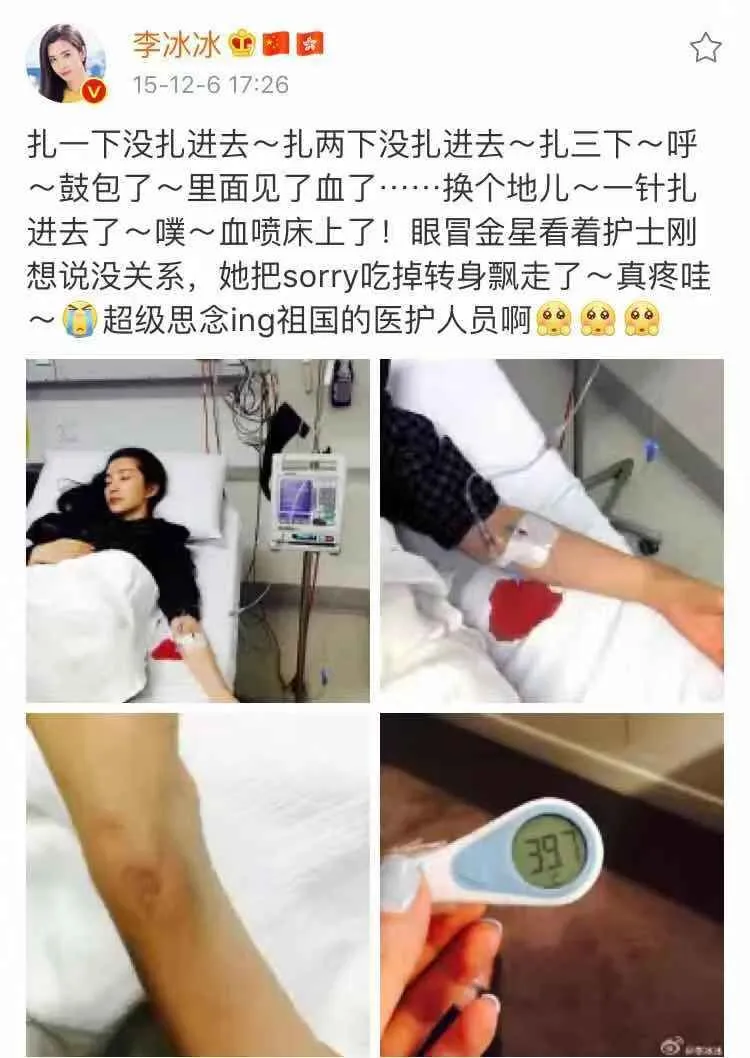 李冰冰
15-12-6 17:26
扎一下没扎进去～扎两下没扎进去～扎三下～呼
～鼓包了～里面见了血了……换个地儿～一针扎
进去了～噗～血喷床上了！眼冒金星看着护士刚
想说没关系，她把sorry吃掉转身飘走了～真疼哇
～😭超级思念ing祖国的医护人员啊
39.7